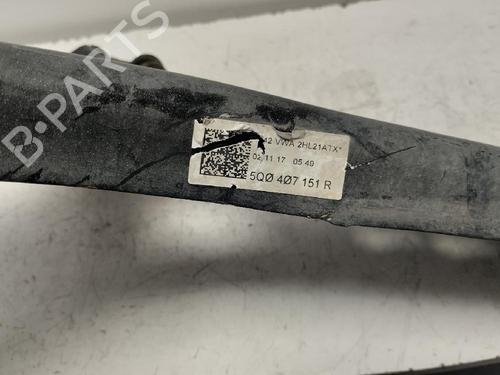 B-PARTS
42 VWA 2HL21ATX*
02.11.17 05:49
5Q0 407 151 R